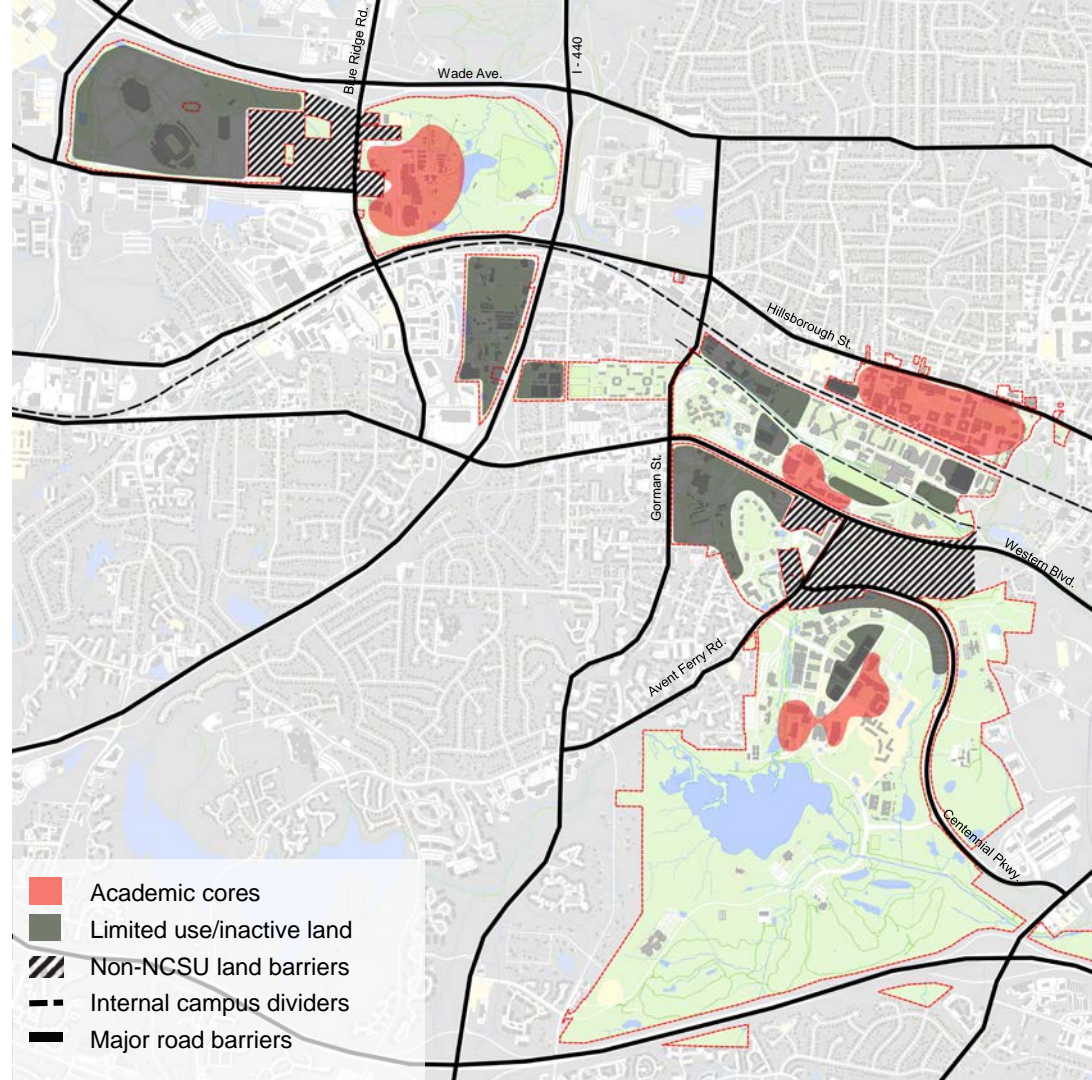 Blue Ridge Rd.
I - 440
Wade Ave.
Hillsborough St.
Gorman St.
Western Blvd.
Avent Ferry Rd.
Centennial Pkwy.
Academic cores
Limited use/inactive land
Non-NCSU land barriers
Internal campus dividers
Major road barriers